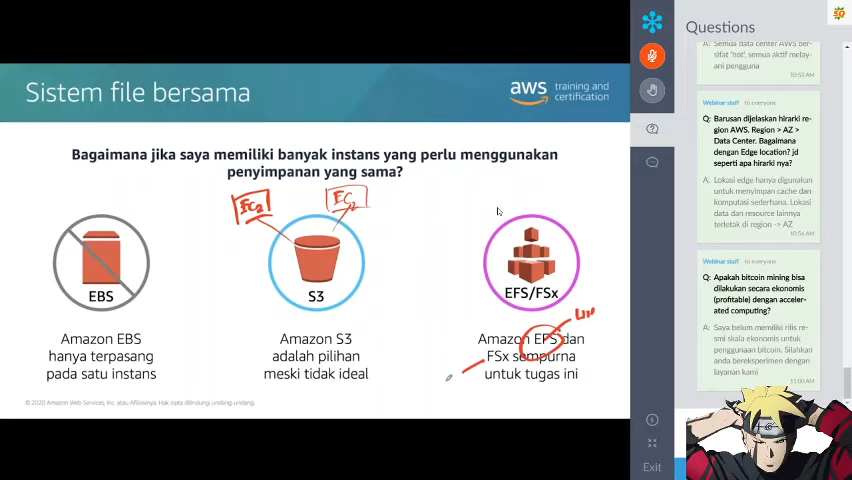 Sistem file bersama
aws training and
certification
Bagaimana jika saya memiliki banyak instans yang perlu menggunakan
penyimpanan yang sama?
EC2
EC2
EBS
S3
EFS/FSx
Amazon EBS
hanya terpasang
pada satu instans
Amazon S3
adalah pilihan
meski tidak ideal
Amazon EFS dan
FSx sempurna
untuk tugas ini
© 2020 Amazon Web Services, Inc. atau Afiliasinya. Hak cipta dilindungi undang-undang.
Questions
A: Semua data center AWS ber-
sifat 'hot', semua aktif melay-
ani pengguna
10:53 AM
Webinar staff to everyone
Q: Barusan dijelaskan hirarki re-
gion AWS. Region > AZ >
Data Center. Bagaimana
dengan Edge location? jd
seperti apa hirarki nya?
A: Lokasi edge hanya digunakan
untuk menyimpan cache dan
komputasi sederhana. Lokasi
data dan resource lainnya
terletak di region -> AZ
10:56 AM
Webinar staff to everyone
Q: Apakah bitcoin mining bisa
dilakukan secara ekonomis
(profitable) dengan acceler-
ated computing?
A: Saya belum memiliki rilis re-
smi skala ekonomis untuk
penggunaan bitcoin. Silahkan
anda bereksperimen dengan
layanan kami
11:00 AM
Exit